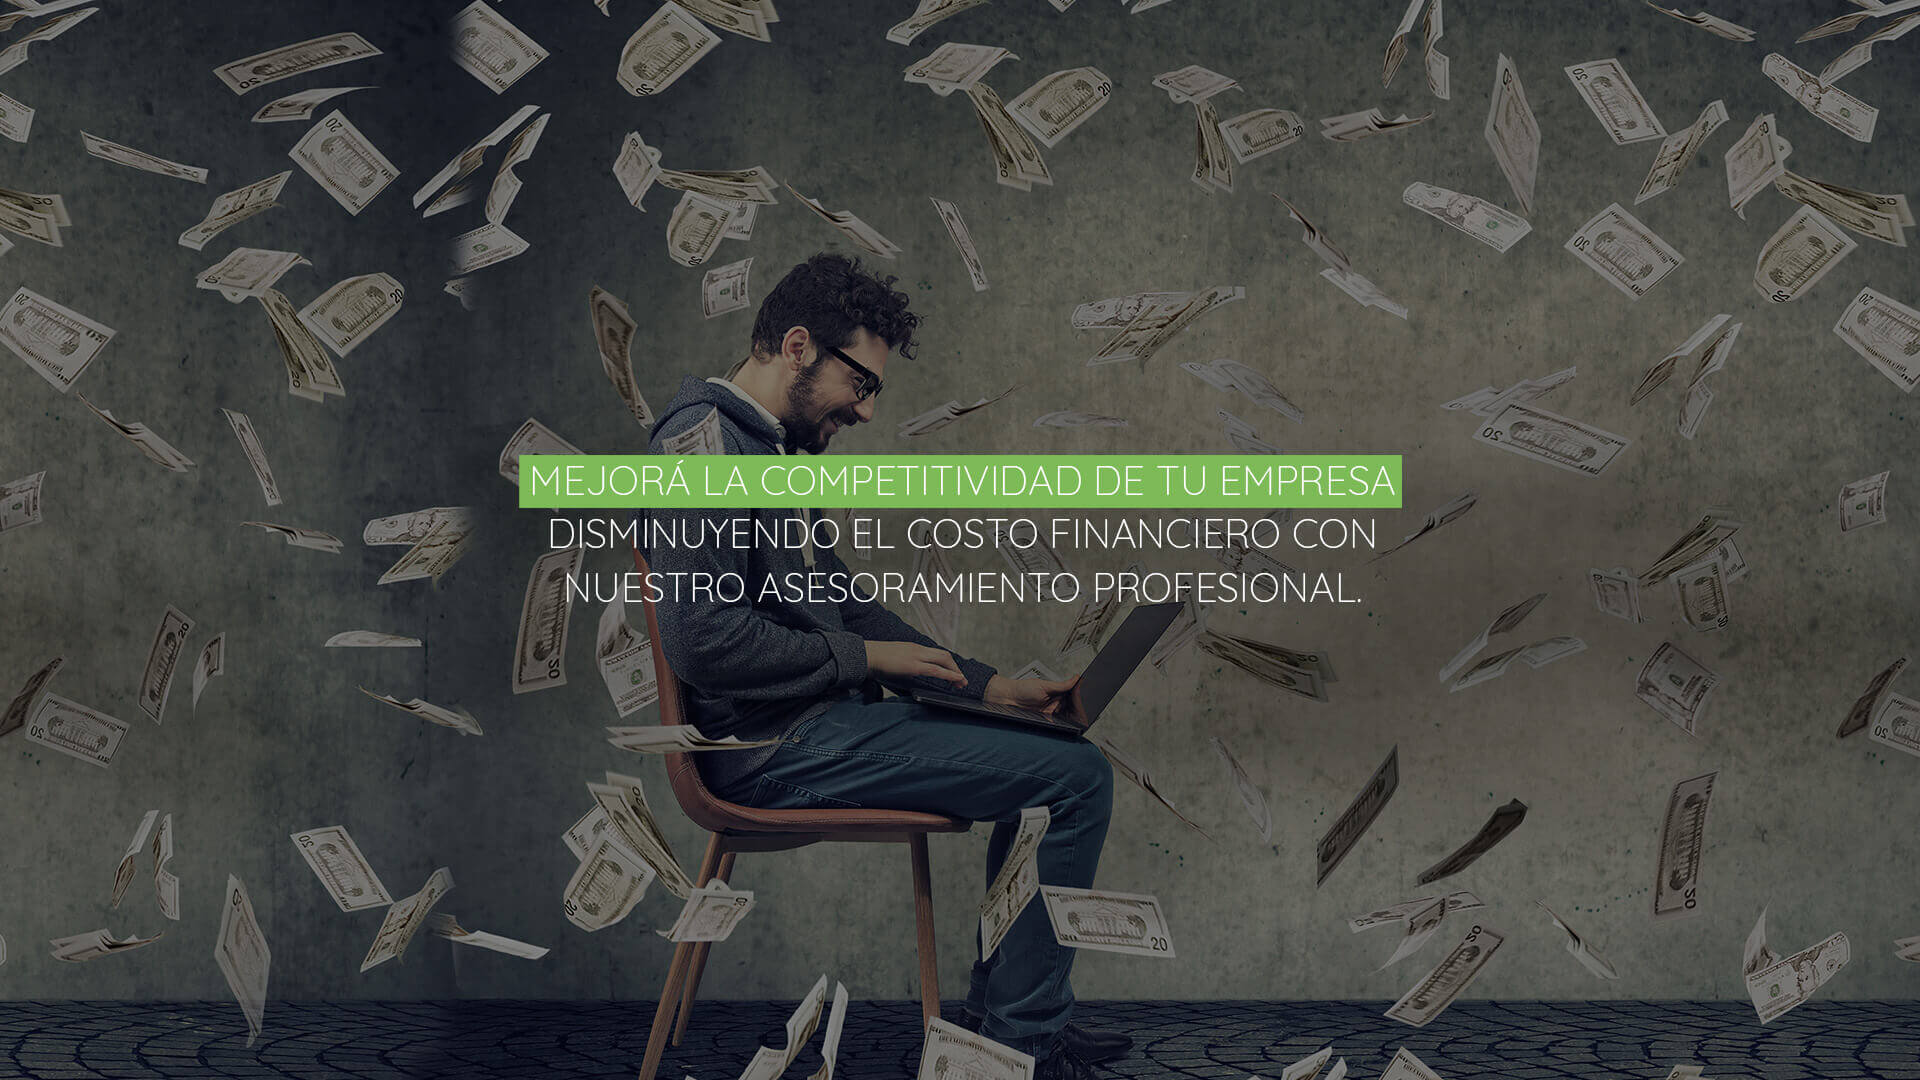 MEJORÁ LA COMPETITIVIDAD DE TU EMPRESA
DISMINUYENDO EL COSTO FINANCIERO CON
NUESTRO ASESORAMIENTO PROFESIONAL.